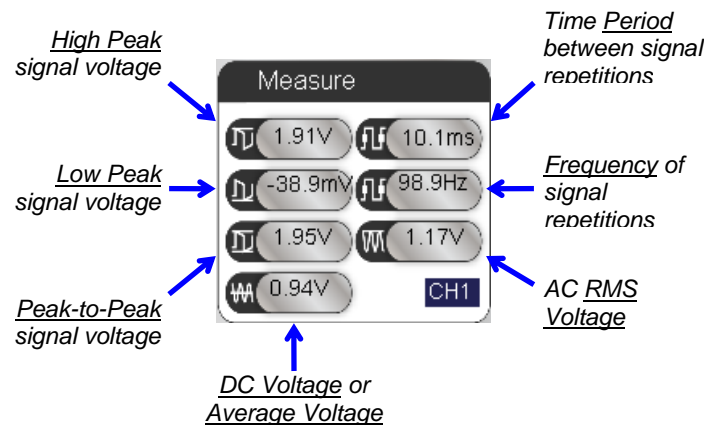 High Peak
signal voltage
Low Peak
signal voltage
Peak-to-Peak
signal voltage
Measure
1.91V
10.1ms
-38.9mV
98.9Hz
1.95V
1.17V
0.94V
CH1
Time Period
between signal
repetitions
Frequency of
signal
repetitions
AC RMS
Voltage
DC Voltage or
Average Voltage